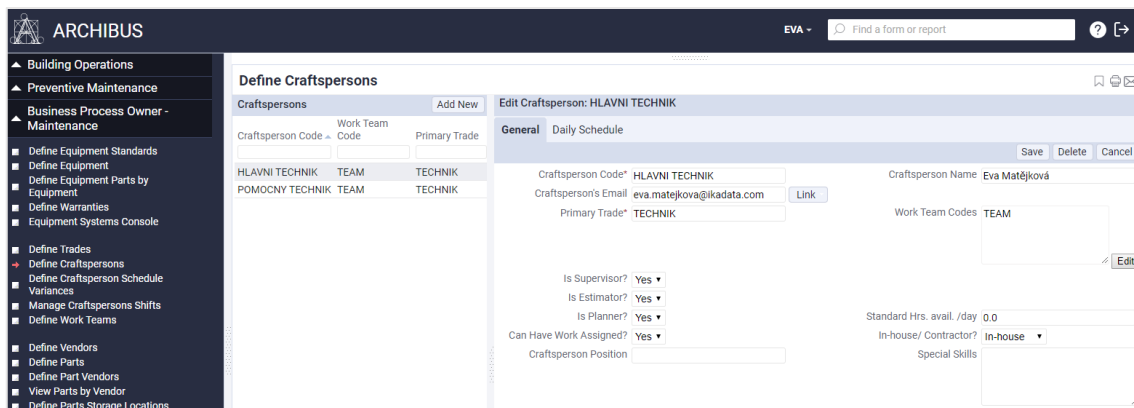 ARCHIBUS
EVA
Find a form or report
Building Operations
Preventive Maintenance
Business Process Owner -
Maintenance
Define Equipment Standards
Define Equipment
Define Equipment Parts by
Equipment
Define Warranties
Equipment Systems Console
Define Trades
Define Craftspersons
Define Craftsperson Schedule
Variances
Manage Craftspersons Shifts
Define Work Teams
Define Vendors
Define Parts
Define Part Vendors
View Parts by Vendor
Define Parts Storage Locations
Define Craftspersons
Craftspersons Add New
Craftsperson Code Work Team Code Primary Trade
HLAVNI TECHNIK TEAM TECHNIK
POMOCNY TECHNIK TEAM TECHNIK
Edit Craftsperson: HLAVNI TECHNIK
General Daily Schedule
Save Delete Cancel
Craftsperson Code* HLAVNI TECHNIK Craftsperson Name Eva Matějková
Craftsperson's Email eva.matejkova@ikadata.com Link
Primary Trade* TECHNIK Work Team Codes TEAM
Edit
Is Supervisor? Yes
Is Estimator? Yes
Is Planner? Yes Standard Hrs. avail. /day 0.0
Can Have Work Assigned? Yes In-house/ Contractor? In-house
Craftsperson Position Special Skills